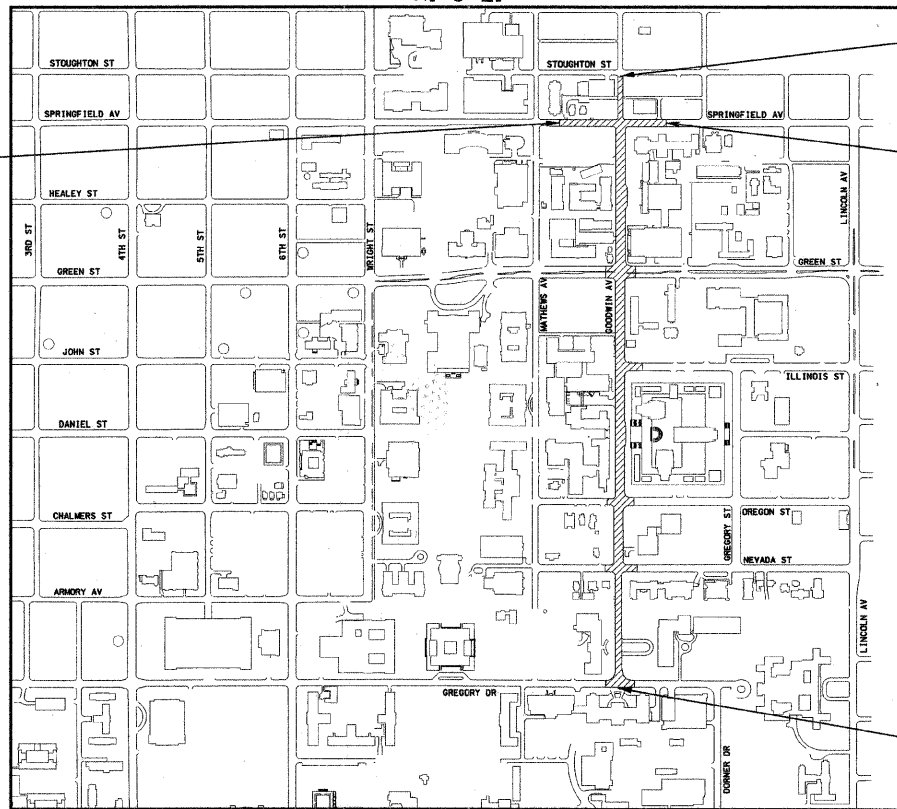 STOUGHTON ST
STOUGHTON ST
SPRINGFIELD AV
SPRINGFIELD AV
HEALEY ST
LINCOLN AV
3RD ST
4TH ST
5TH ST
6TH ST
WRIGHT ST
GREEN ST
GREEN ST
MATHEWS AV
GOODWIN AV
JOHN ST
ILLINOIS ST
DANIEL ST
CHALMERS ST
OREGON ST
GREGORY ST
NEVADA ST
ARMORY AV
LINCOLN AV
GREGORY DR
DORNER DR